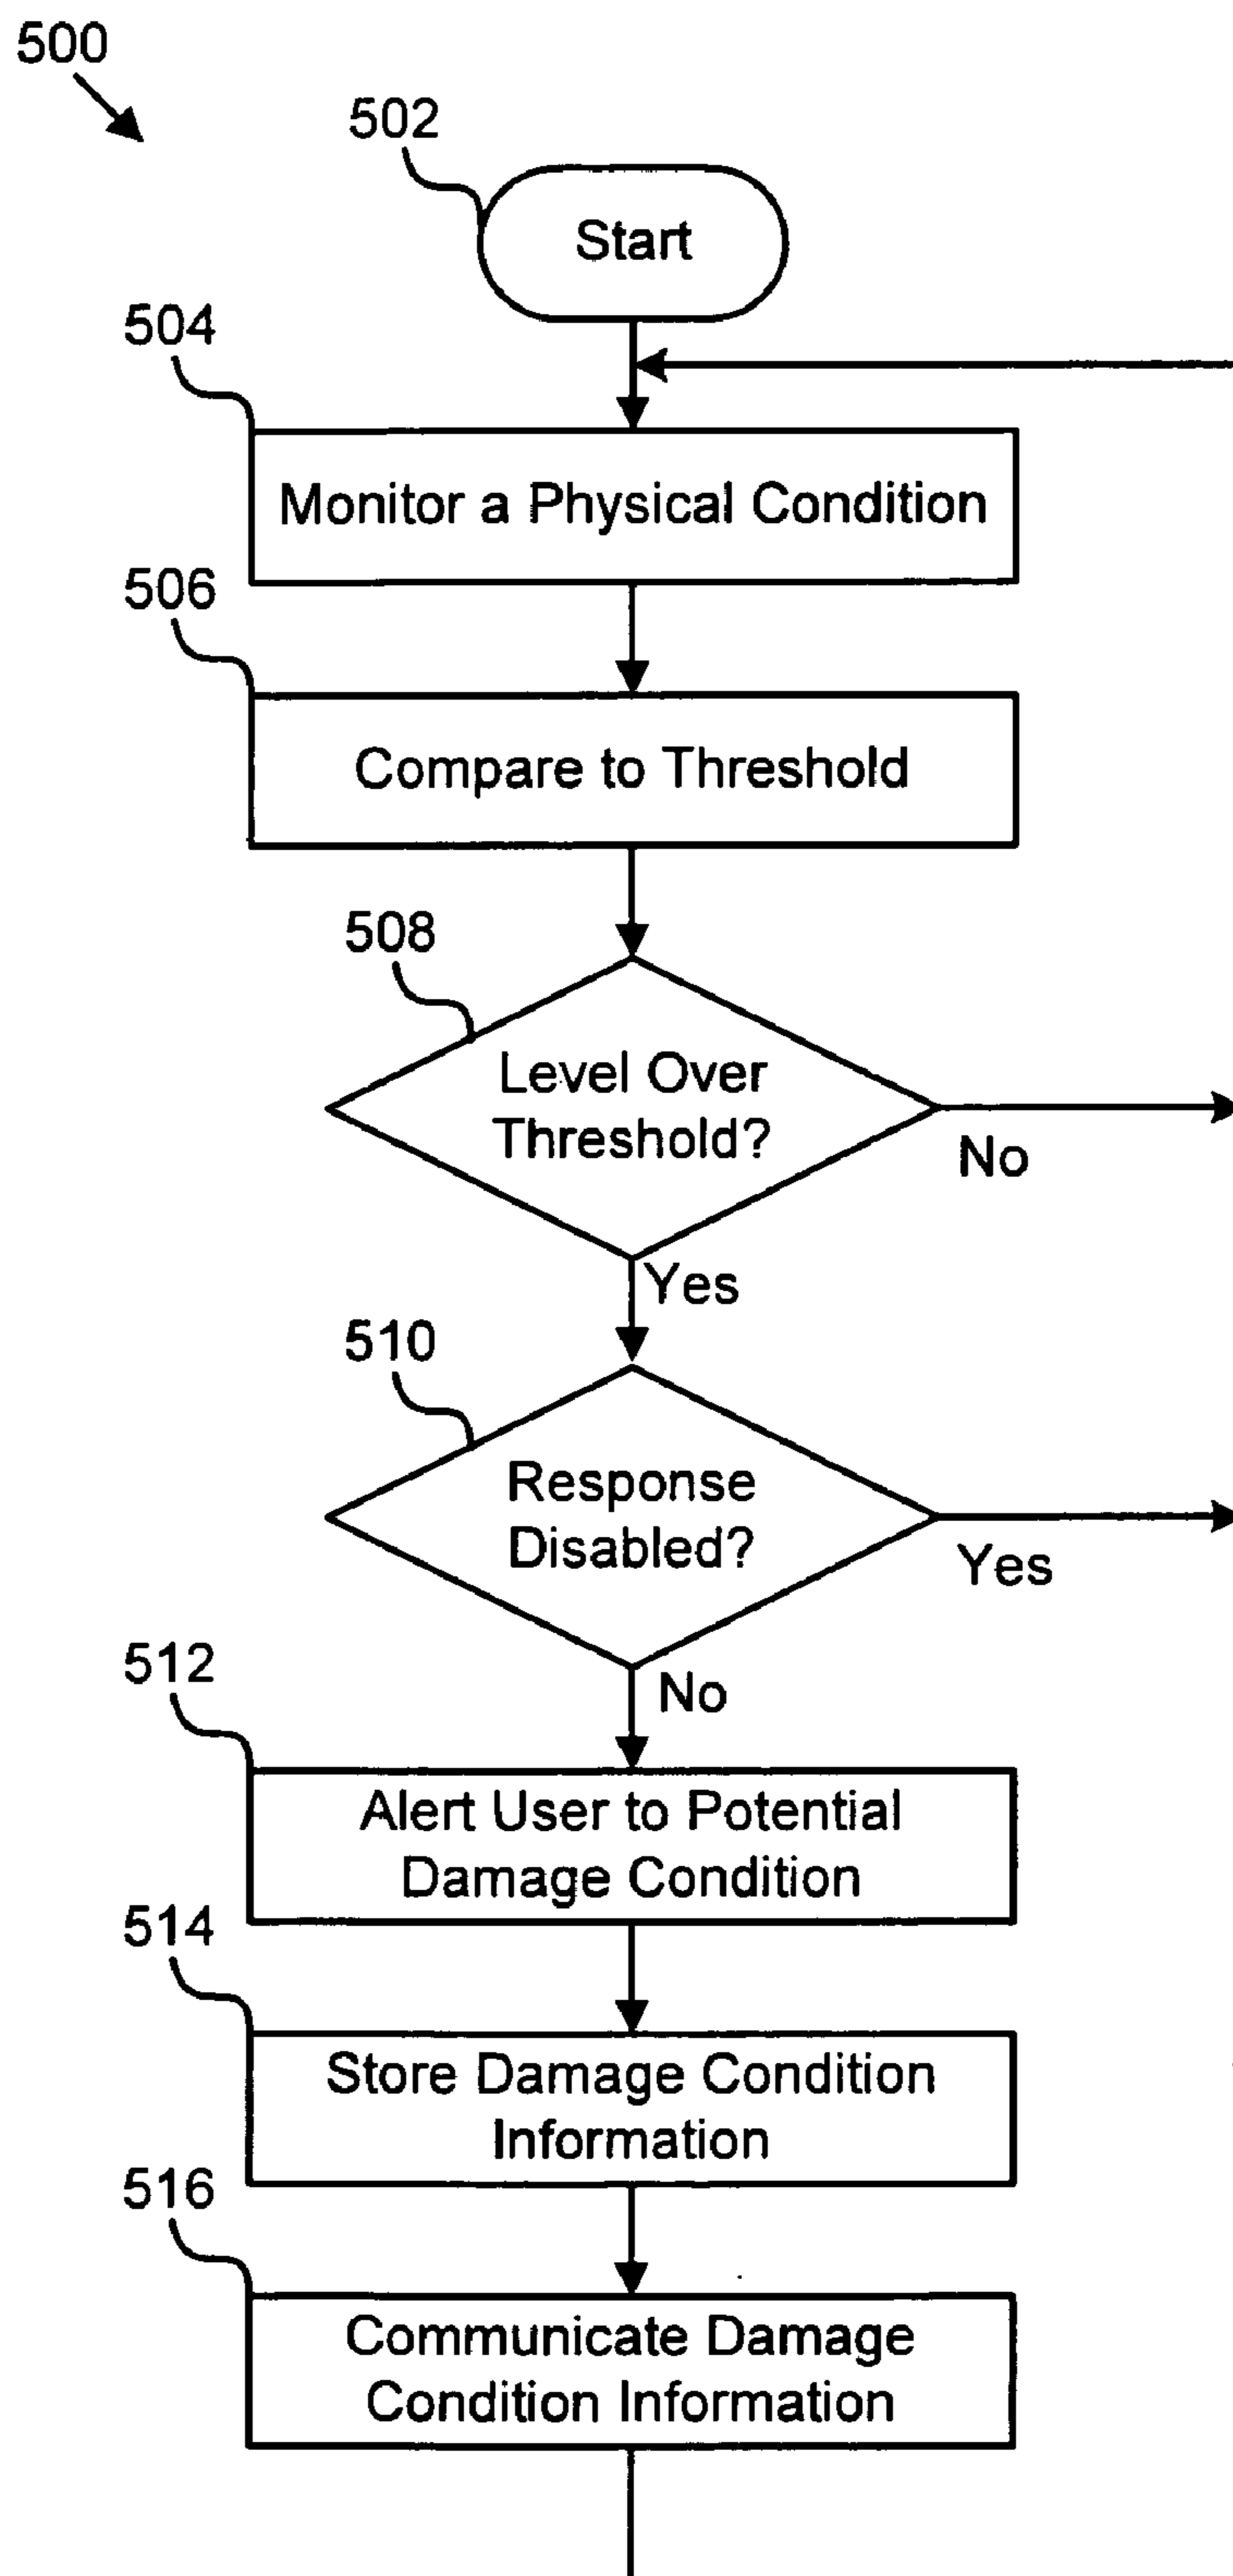 500
502
Start
504
Monitor a Physical Condition
506
Compare to Threshold
508
Level Over
Threshold?
No
Yes
510
Response
Disabled?
Yes
No
512
Alert User to Potential
Damage Condition
514
Store Damage Condition
Information
516
Communicate Damage
Condition Information